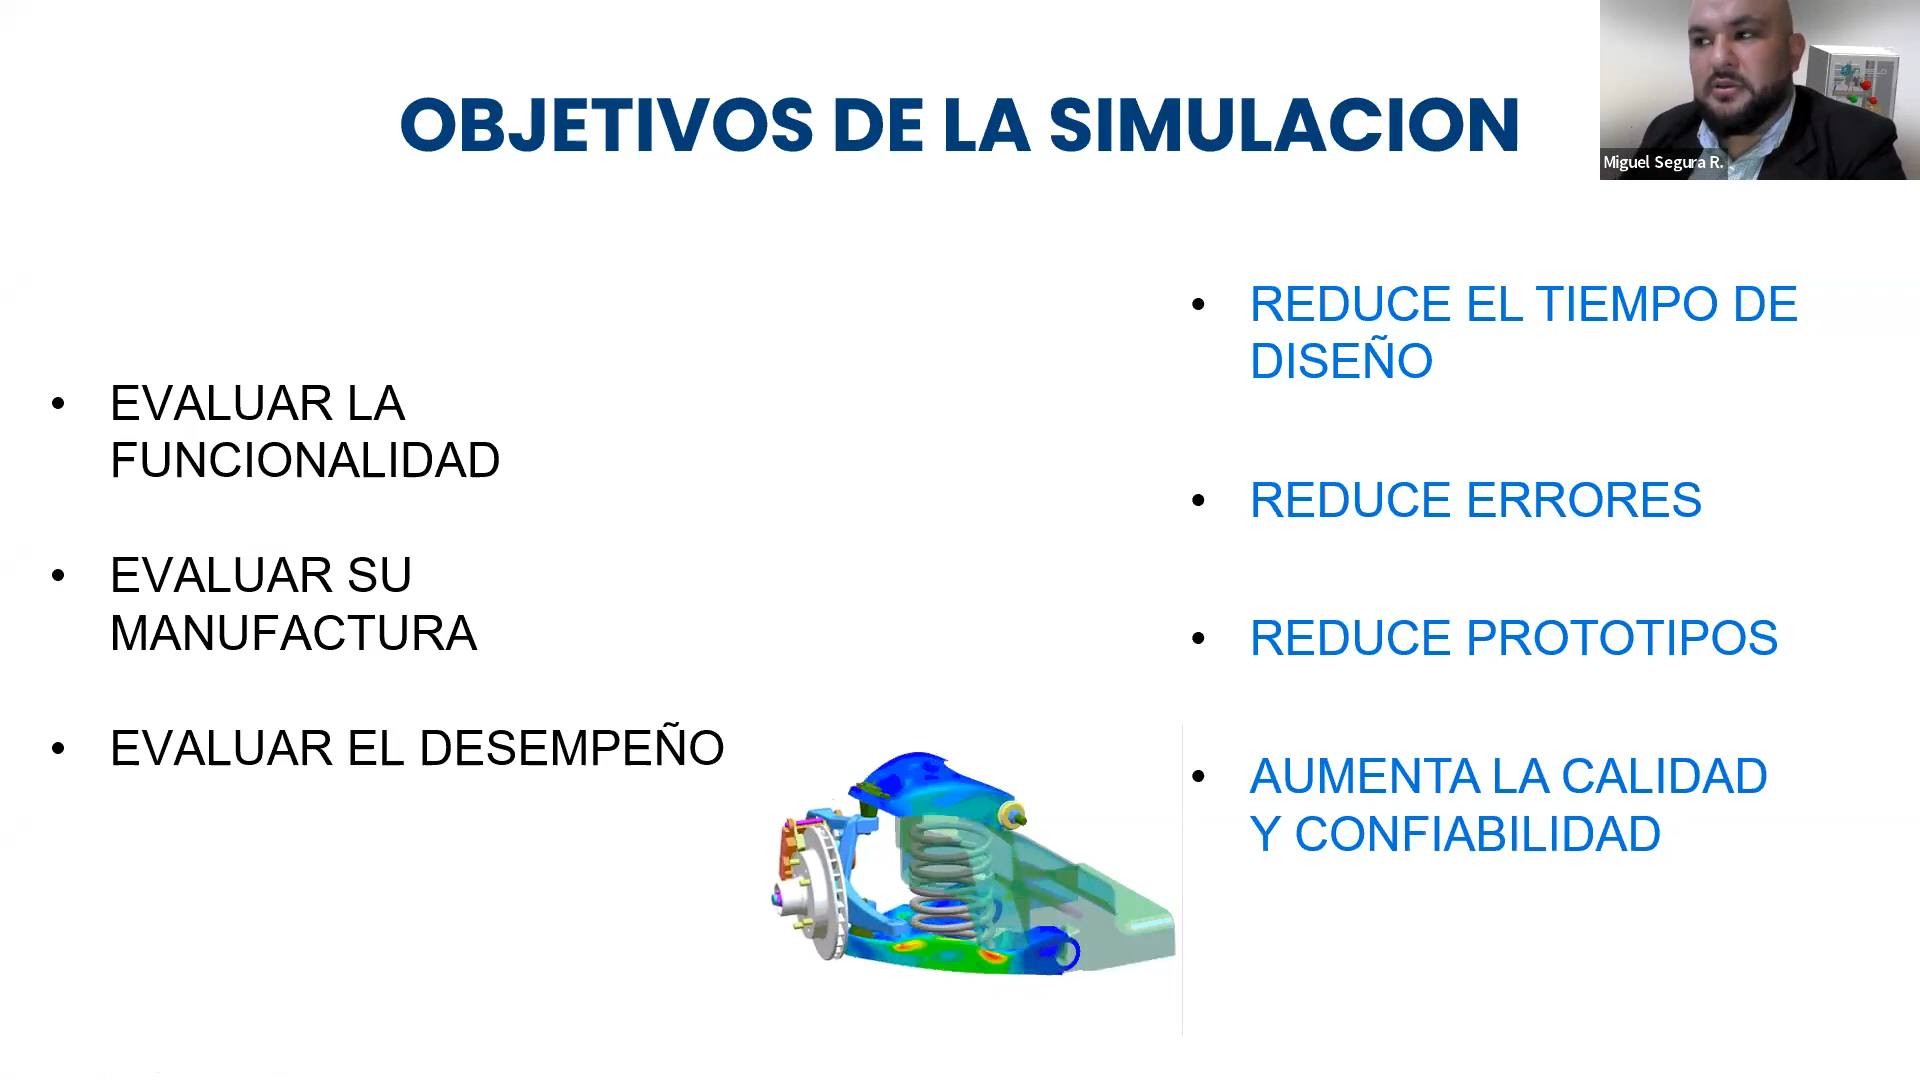 OBJETIVOS DE LA SIMULACION
Miguel Segura R.
• EVALUAR LA
FUNCIONALIDAD
• EVALUAR SU
MANUFACTURA
• EVALUAR EL DESEMPEÑO
• REDUCE EL TIEMPO DE
DISEÑO
• REDUCE ERRORES
• REDUCE PROTOTIPOS
• AUMENTA LA CALIDAD
Y CONFIABILIDAD